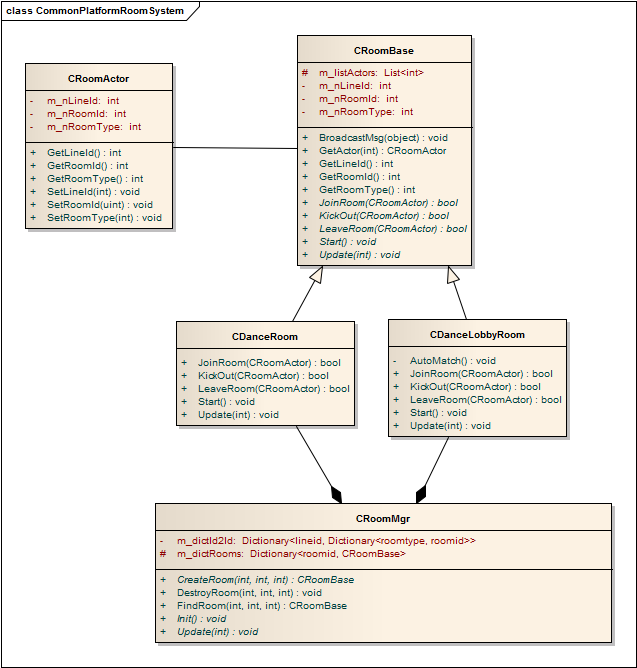 class CommonPlatformRoomSystem
CRoomActor
- m_nLineId: int
- m_nRoomId: int
- m_nRoomType: int
+ GetLineId() : int
+ GetRoomId() : int
+ GetRoomType() : int
+ SetLineId(int) : void
+ SetRoomId(uint) : void
+ SetRoomType(int) : void
CRoomBase
# m_listActors: List<int>
- m_nLineId: int
- m_nRoomId: int
- m_nRoomType: int
+ BroadcastMsg(object) : void
+ GetActor(int) : CRoomActor
+ GetLineId() : int
+ GetRoomId() : int
+ GetRoomType() : int
+ JoinRoom(CRoomActor) : bool
+ KickOut(CRoomActor) : bool
+ LeaveRoom(CRoomActor) : bool
+ Start() : void
+ Update(int) : void
CDanceRoom
+ JoinRoom(CRoomActor) : bool
+ KickOut(CRoomActor) : bool
+ LeaveRoom(CRoomActor) : bool
+ Start() : void
+ Update(int) : void
CDanceLobbyRoom
- AutoMatch() : void
+ JoinRoom(CRoomActor) : bool
+ KickOut(CRoomActor) : bool
+ LeaveRoom(CRoomActor) : bool
+ Start() : void
+ Update(int) : void
CRoomMgr
- m_dictId2Id: Dictionary<lineid, Dictionary<roomtype, roomid>>
# m_dictRooms: Dictionary<roomid, CRoomBase>
+ CreateRoom(int, int, int) : CRoomBase
+ DestroyRoom(int, int, int) : void
+ FindRoom(int, int, int) : CRoomBase
+ Init() : void
+ Update(int) : void